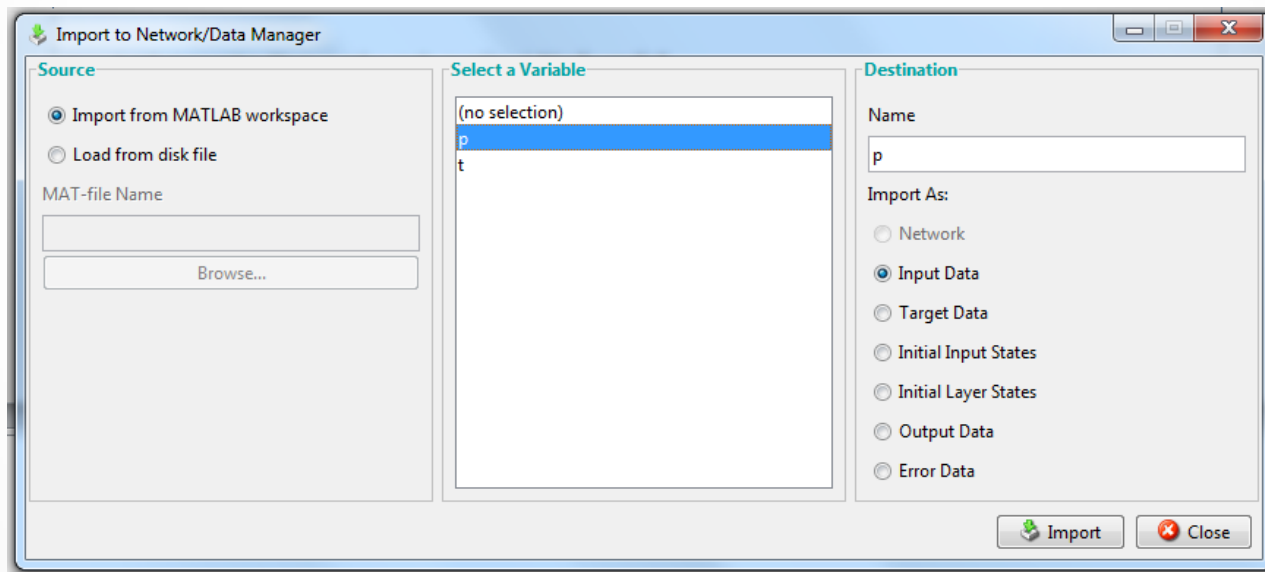 Import to Network/Data Manager
Source
Import from MATLAB workspace
Load from disk file
MAT-file Name
Browse...
Select a Variable
(no selection)
p
t
Destination
Name
p
Import As:
Network
Input Data
Target Data
Initial Input States
Initial Layer States
Output Data
Error Data
Import
Close